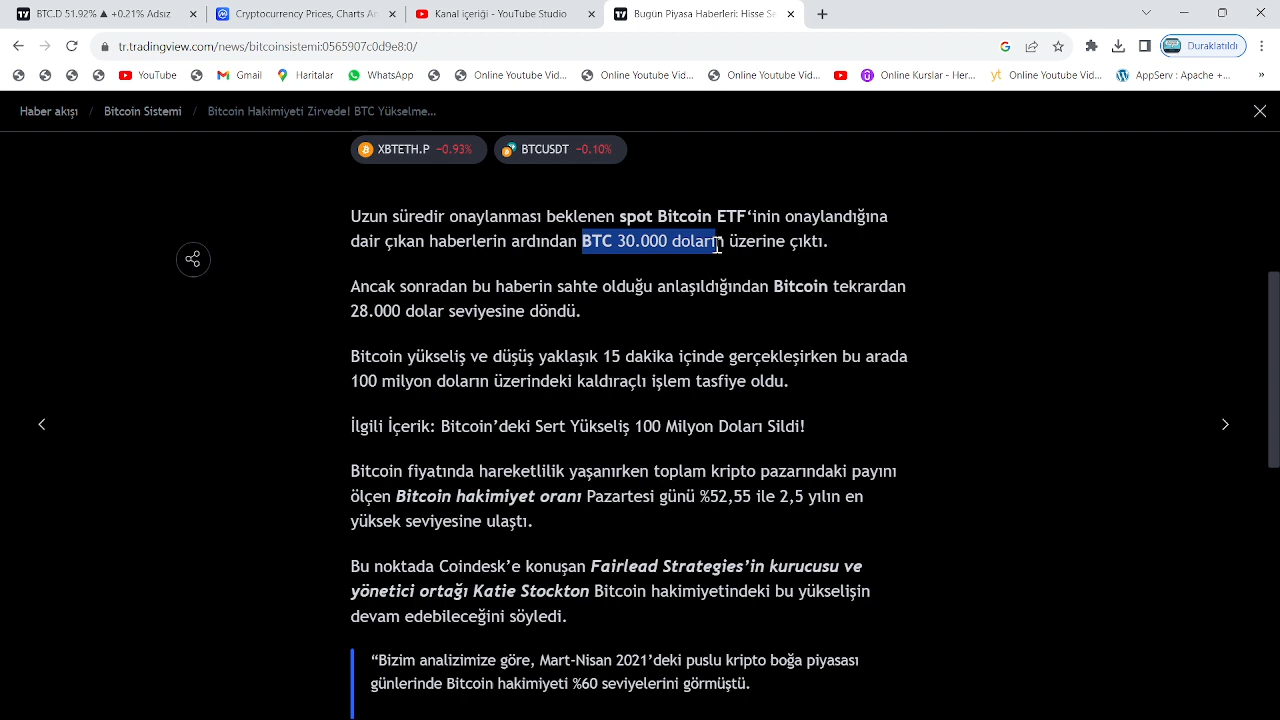 BTC.D 51.92% ▲ +0.21% Adsız
Cryptocurrency Prices, Charts An
Kanal içeriği - YouTube Studio
Bugün Piyasa Haberleri: Hisse Se
tr.tradingview.com/news/bitcoinsistemi:0565907c0d9e8:0/
Duraklatıldı
YouTube
Gmail
Haritalar
WhatsApp
Online Youtube Vid...
Online Youtube Vid...
Online Youtube Vid...
Online Kurslar - Her...
Online Youtube Vid...
AppServ : Apache +...
Haber akışı / Bitcoin Sistemi / Bitcoin Hakimiyeti Zirvede! BTC Yükselme...
XBTETH.P −0.93% BTCUSDT −0.10%
Uzun süredir onaylanması beklenen spot Bitcoin ETF‘inin onaylandığına
dair çıkan haberlerin ardından BTC 30.000 doların üzerine çıktı.
Ancak sonradan bu haberin sahte olduğu anlaşıldığından Bitcoin tekrardan
28.000 dolar seviyesine döndü.
Bitcoin yükseliş ve düşüş yaklaşık 15 dakika içinde gerçekleşirken bu arada
100 milyon doların üzerindeki kaldıraçlı işlem tasfiye oldu.
İlgili İçerik: Bitcoin’deki Sert Yükseliş 100 Milyon Doları Sildi!
Bitcoin fiyatında hareketlilik yaşanırken toplam kripto pazarındaki payını
ölçen Bitcoin hakimiyet oranı Pazartesi günü %52,55 ile 2,5 yılın en
yüksek seviyesine ulaştı.
Bu noktada Coindesk’e konuşan Fairlead Strategies’in kurucusu ve
yönetici ortağı Katie Stockton Bitcoin hakimiyetindeki bu yükselişin
devam edebileceğini söyledi.
“Bizim analizimize göre, Mart-Nisan 2021’deki puslu kripto boğa piyasası
günlerinde Bitcoin hakimiyeti %60 seviyelerini görmüştü.